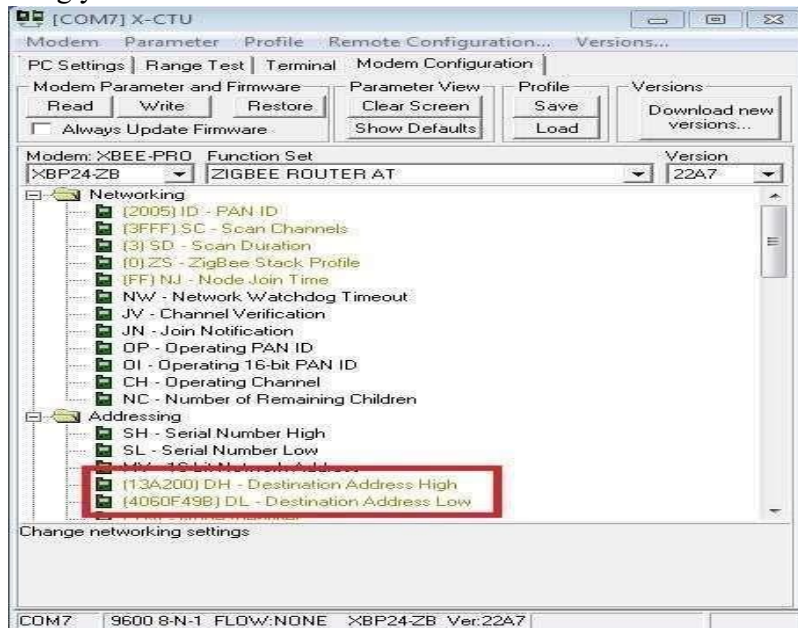 [COM7] X-CTU
Modem Parameter Profile Remote Configuration... Versions...
PC Settings Range Test Terminal Modem Configuration
Modem Parameter and Firmware Parameter View Profile Versions
Read Write Restore Clear Screen Save Download new versions...
Always Update Firmware Show Defaults Load
Modem: XBEE-PRO Function Set Version
XBP24-ZB ZIGBEE ROUTER AT 22A7
Networking
(2005) ID - PAN ID
(3FFF) SC - Scan Channels
(3) SD - Scan Duration
(0) ZS - ZigBee Stack Profile
(FF) NJ - Node Join Time
NW - Network Watchdog Timeout
JV - Channel Verification
JN - Join Notification
OP - Operating PAN ID
OI - Operating 16-bit PAN ID
CH - Operating Channel
NC - Number of Remaining Children
Addressing
SH - Serial Number High
SL - Serial Number Low
MY - 16-bit Network Address
(13A200) DH - Destination Address High
(4060F49B) DL - Destination Address Low
Change networking settings
COM7 9600 8-N-1 FLOW:NONE XBP24-ZB Ver:22A7